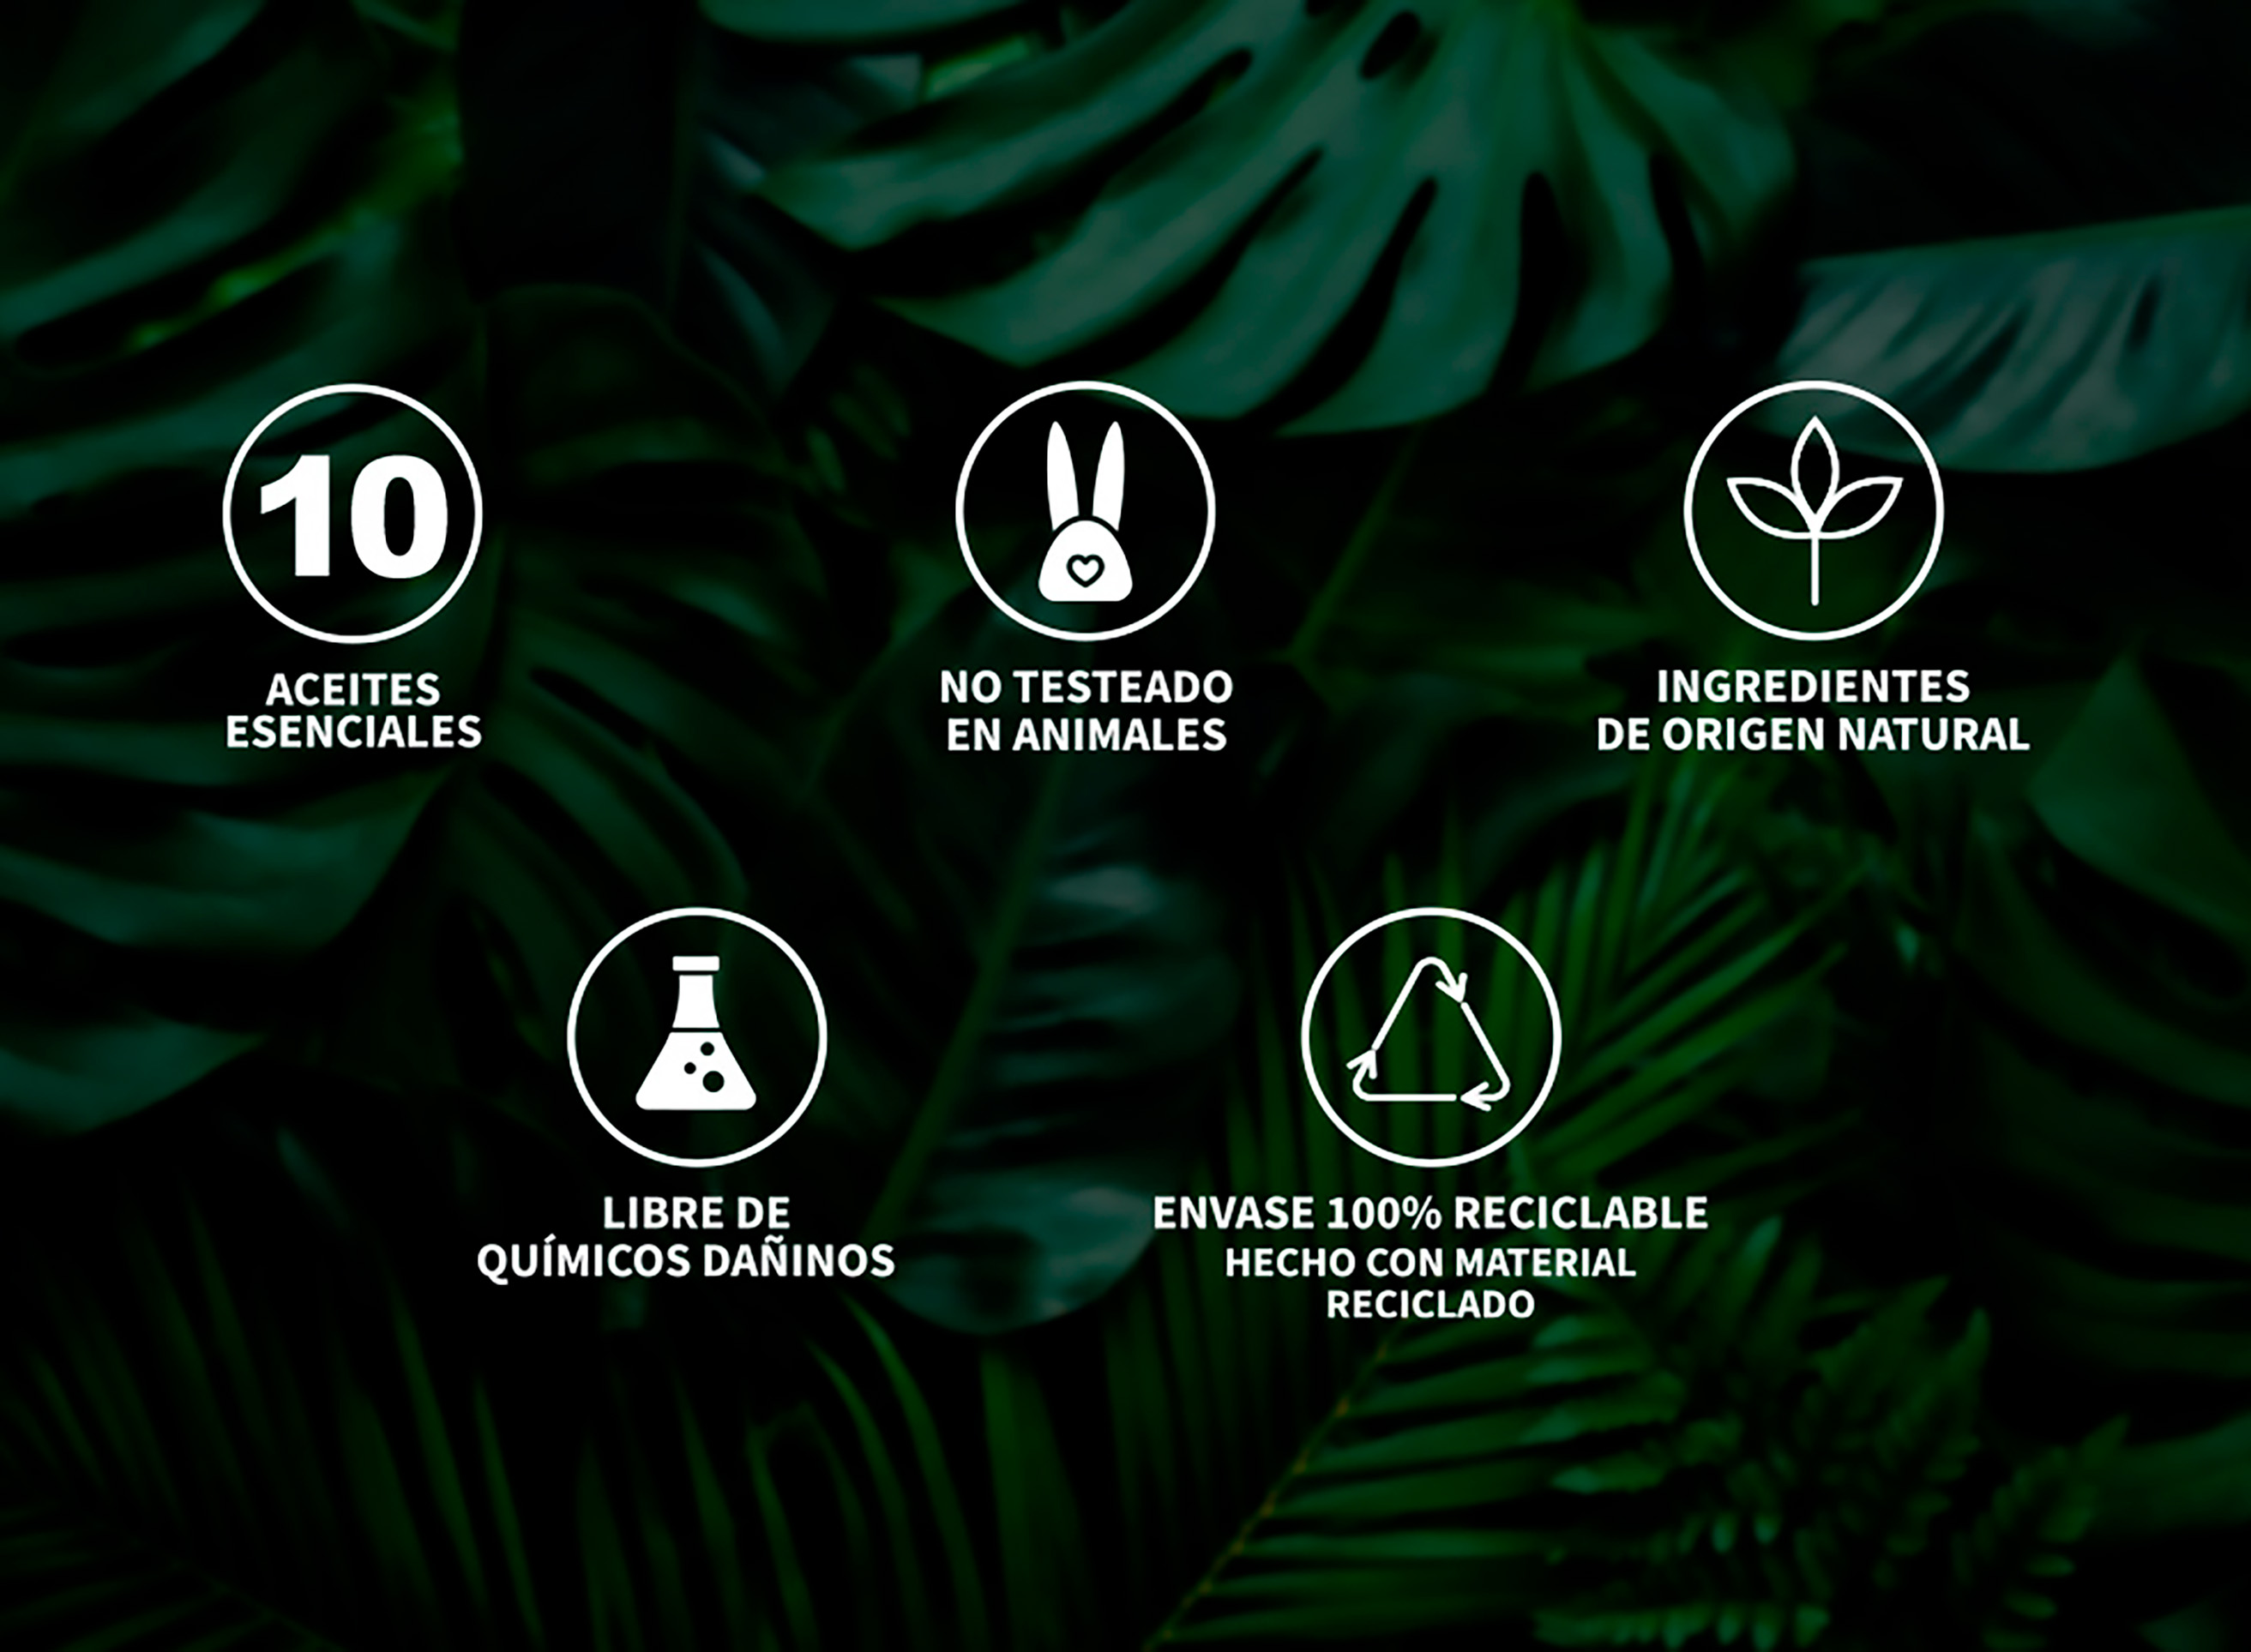 10
ACEITES
ESENCIALES
NO TESTEADO
EN ANIMALES
INGREDIENTES
DE ORIGEN NATURAL
LIBRE DE
QUÍMICOS DAÑINOS
ENVASE 100% RECICLABLE
HECHO CON MATERIAL
RECICLADO